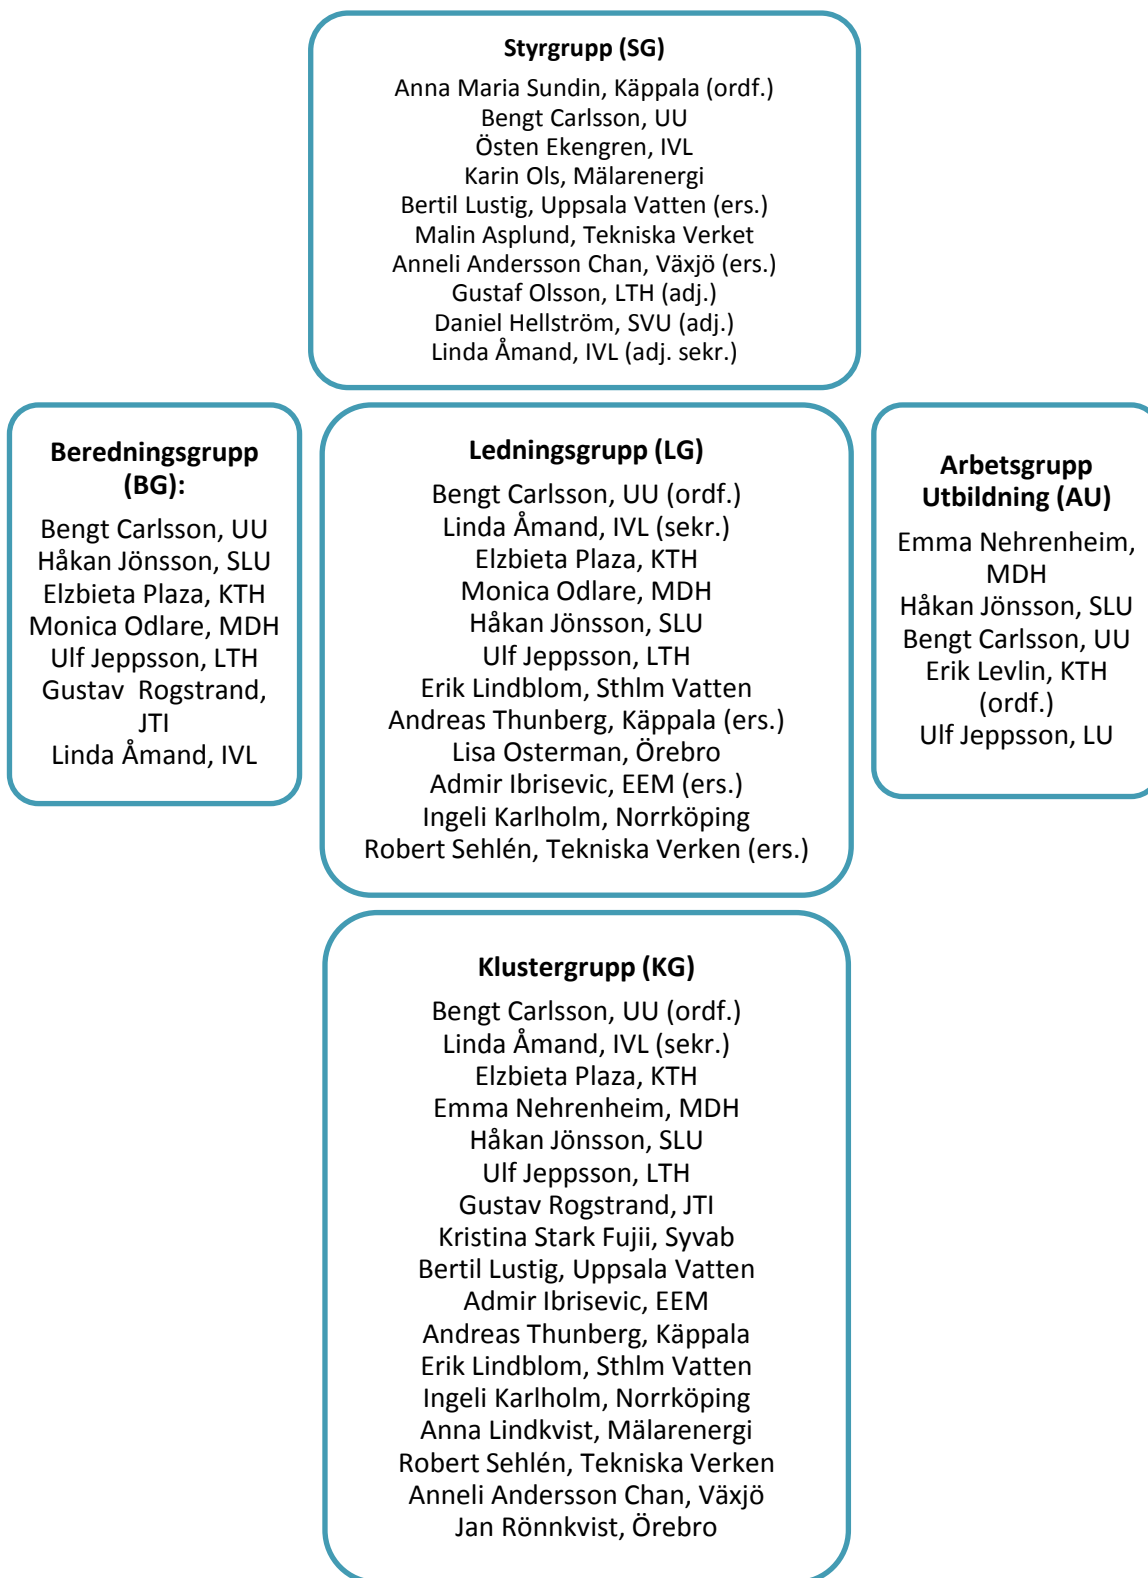 Styrgrupp (SG)
Anna Maria Sundin, Käppala (ordf.)
Bengt Carlsson, UU
Östen Ekengren, IVL
Karin Ols, Mälarenergi
Bertil Lustig, Uppsala Vatten (ers.)
Malin Asplund, Tekniska Verket
Anneli Andersson Chan, Växjö (ers.)
Gustaf Olsson, LTH (adj.)
Daniel Hellström, SVU (adj.)
Linda Åmand, IVL (adj. sekr.)
Beredningsgrupp
(BG):
Bengt Carlsson, UU
Håkan Jönsson, SLU
Elzbieta Plaza, KTH
Monica Odlare, MDH
Ulf Jeppsson, LTH
Gustav  Rogstrand,
JTI
Linda Åmand, IVL
Ledningsgrupp (LG)
Bengt Carlsson, UU (ordf.)
Linda Åmand, IVL (sekr.)
Elzbieta Plaza, KTH
Monica Odlare, MDH
Håkan Jönsson, SLU
Ulf Jeppsson, LTH
Erik Lindblom, Sthlm Vatten
Andreas Thunberg, Käppala (ers.)
Lisa Osterman, Örebro
Admir Ibrisevic, EEM (ers.)
Ingeli Karlholm, Norrköping
Robert Sehlén, Tekniska Verken (ers.)
Arbetsgrupp
Utbildning (AU)
Emma Nehrenheim,
MDH
Håkan Jönsson, SLU
Bengt Carlsson, UU
Erik Levlin, KTH
(ordf.)
Ulf Jeppsson, LU
Klustergrupp (KG)
Bengt Carlsson, UU (ordf.)
Linda Åmand, IVL (sekr.)
Elzbieta Plaza, KTH
Emma Nehrenheim, MDH
Håkan Jönsson, SLU
Ulf Jeppsson, LTH
Gustav Rogstrand, JTI
Kristina Stark Fujii, Syvab
Bertil Lustig, Uppsala Vatten
Admir Ibrisevic, EEM
Andreas Thunberg, Käppala
Erik Lindblom, Sthlm Vatten
Ingeli Karlholm, Norrköping
Anna Lindkvist, Mälarenergi
Robert Sehlén, Tekniska Verken
Anneli Andersson Chan, Växjö
Jan Rönnkvist, Örebro